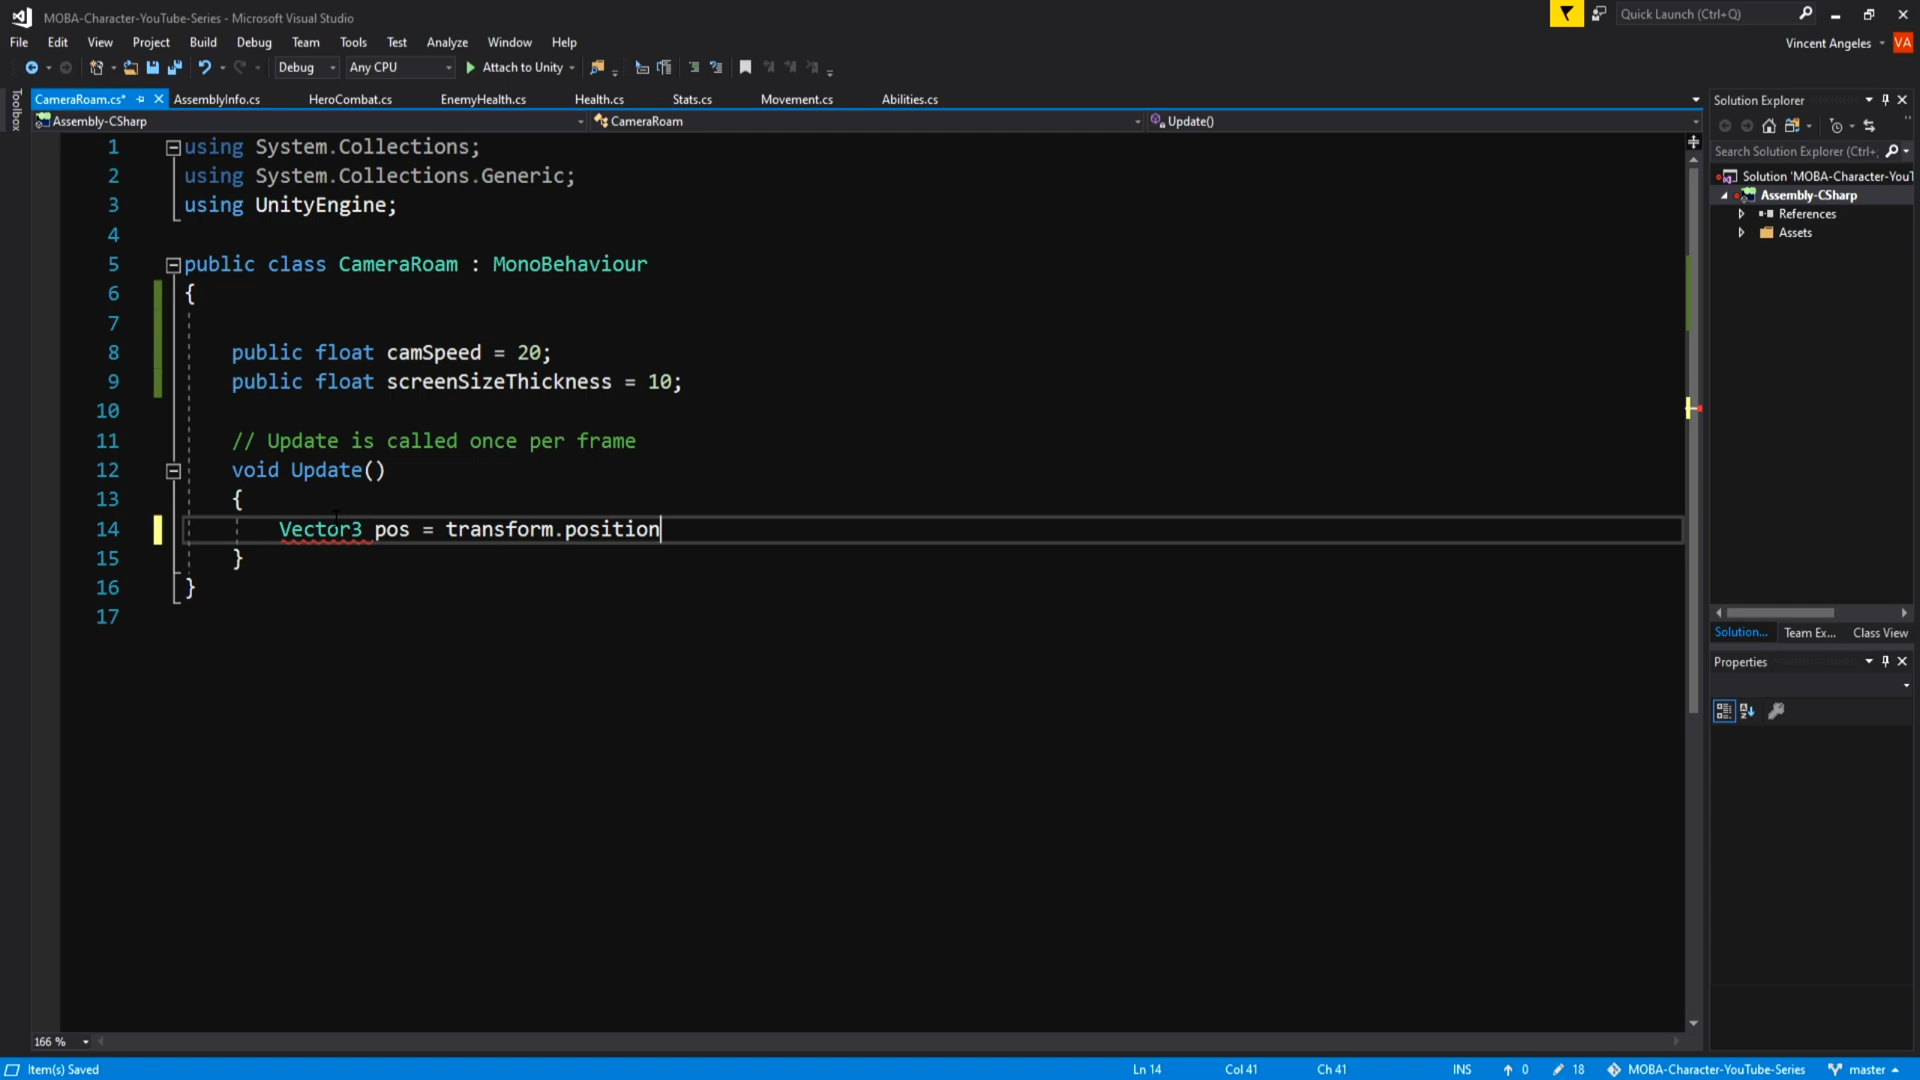 MOBA-Character-YouTube-Series - Microsoft Visual Studio
Quick Launch (Ctrl+Q)
File Edit View Project Build Debug Team Tools Test Analyze Window Help
Vincent Angeles VA
Debug Any CPU Attach to Unity
Toolbox
CameraRoam.cs* AssemblyInfo.cs HeroCombat.cs EnemyHealth.cs Health.cs Stats.cs Movement.cs Abilities.cs
Assembly-CSharp CameraRoam Update()
1 using System.Collections;
2 using System.Collections.Generic;
3 using UnityEngine;
4
5 public class CameraRoam : MonoBehaviour
6 {
7
8 public float camSpeed = 20;
9 public float screenSizeThickness = 10;
10
11 // Update is called once per frame
12 void Update()
13 {
14 Vector3 pos = transform.position
15 }
16 }
17
Solution Explorer
Search Solution Explorer (Ctrl+;
Solution 'MOBA-Character-YouT
Assembly-CSharp
References
Assets
Solution... Team Ex... Class View
Properties
166 %
Item(s) Saved Ln 14 Col 41 Ch 41 INS 0 18 MOBA-Character-YouTube-Series master